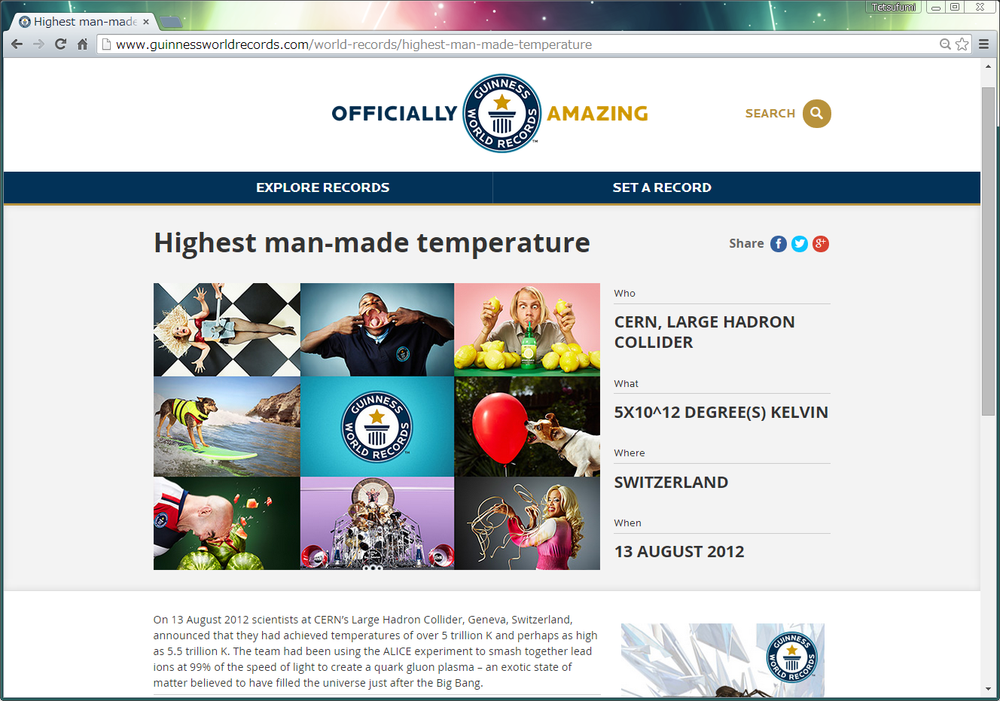 Tetsufumi
Highest man-made
www.guinnessworldrecords.com/world-records/highest-man-made-temperature
OFFICIALLY
GUINNESS WORLD RECORDS
AMAZING
SEARCH
EXPLORE RECORDS
SET A RECORD
Highest man-made temperature
Share
GUINNESS WORLD RECORDS
Who
CERN, LARGE HADRON
COLLIDER
What
5X10^12 DEGREE(S) KELVIN
Where
SWITZERLAND
When
13 AUGUST 2012
On 13 August 2012 scientists at CERN’s Large Hadron Collider, Geneva, Switzerland,
announced that they had achieved temperatures of over 5 trillion K and perhaps as high
as 5.5 trillion K. The team had been using the ALICE experiment to smash together lead
ions at 99% of the speed of light to create a quark gluon plasma – an exotic state of
matter believed to have filled the universe just after the Big Bang.
GUINNESS WORLD RECORDS